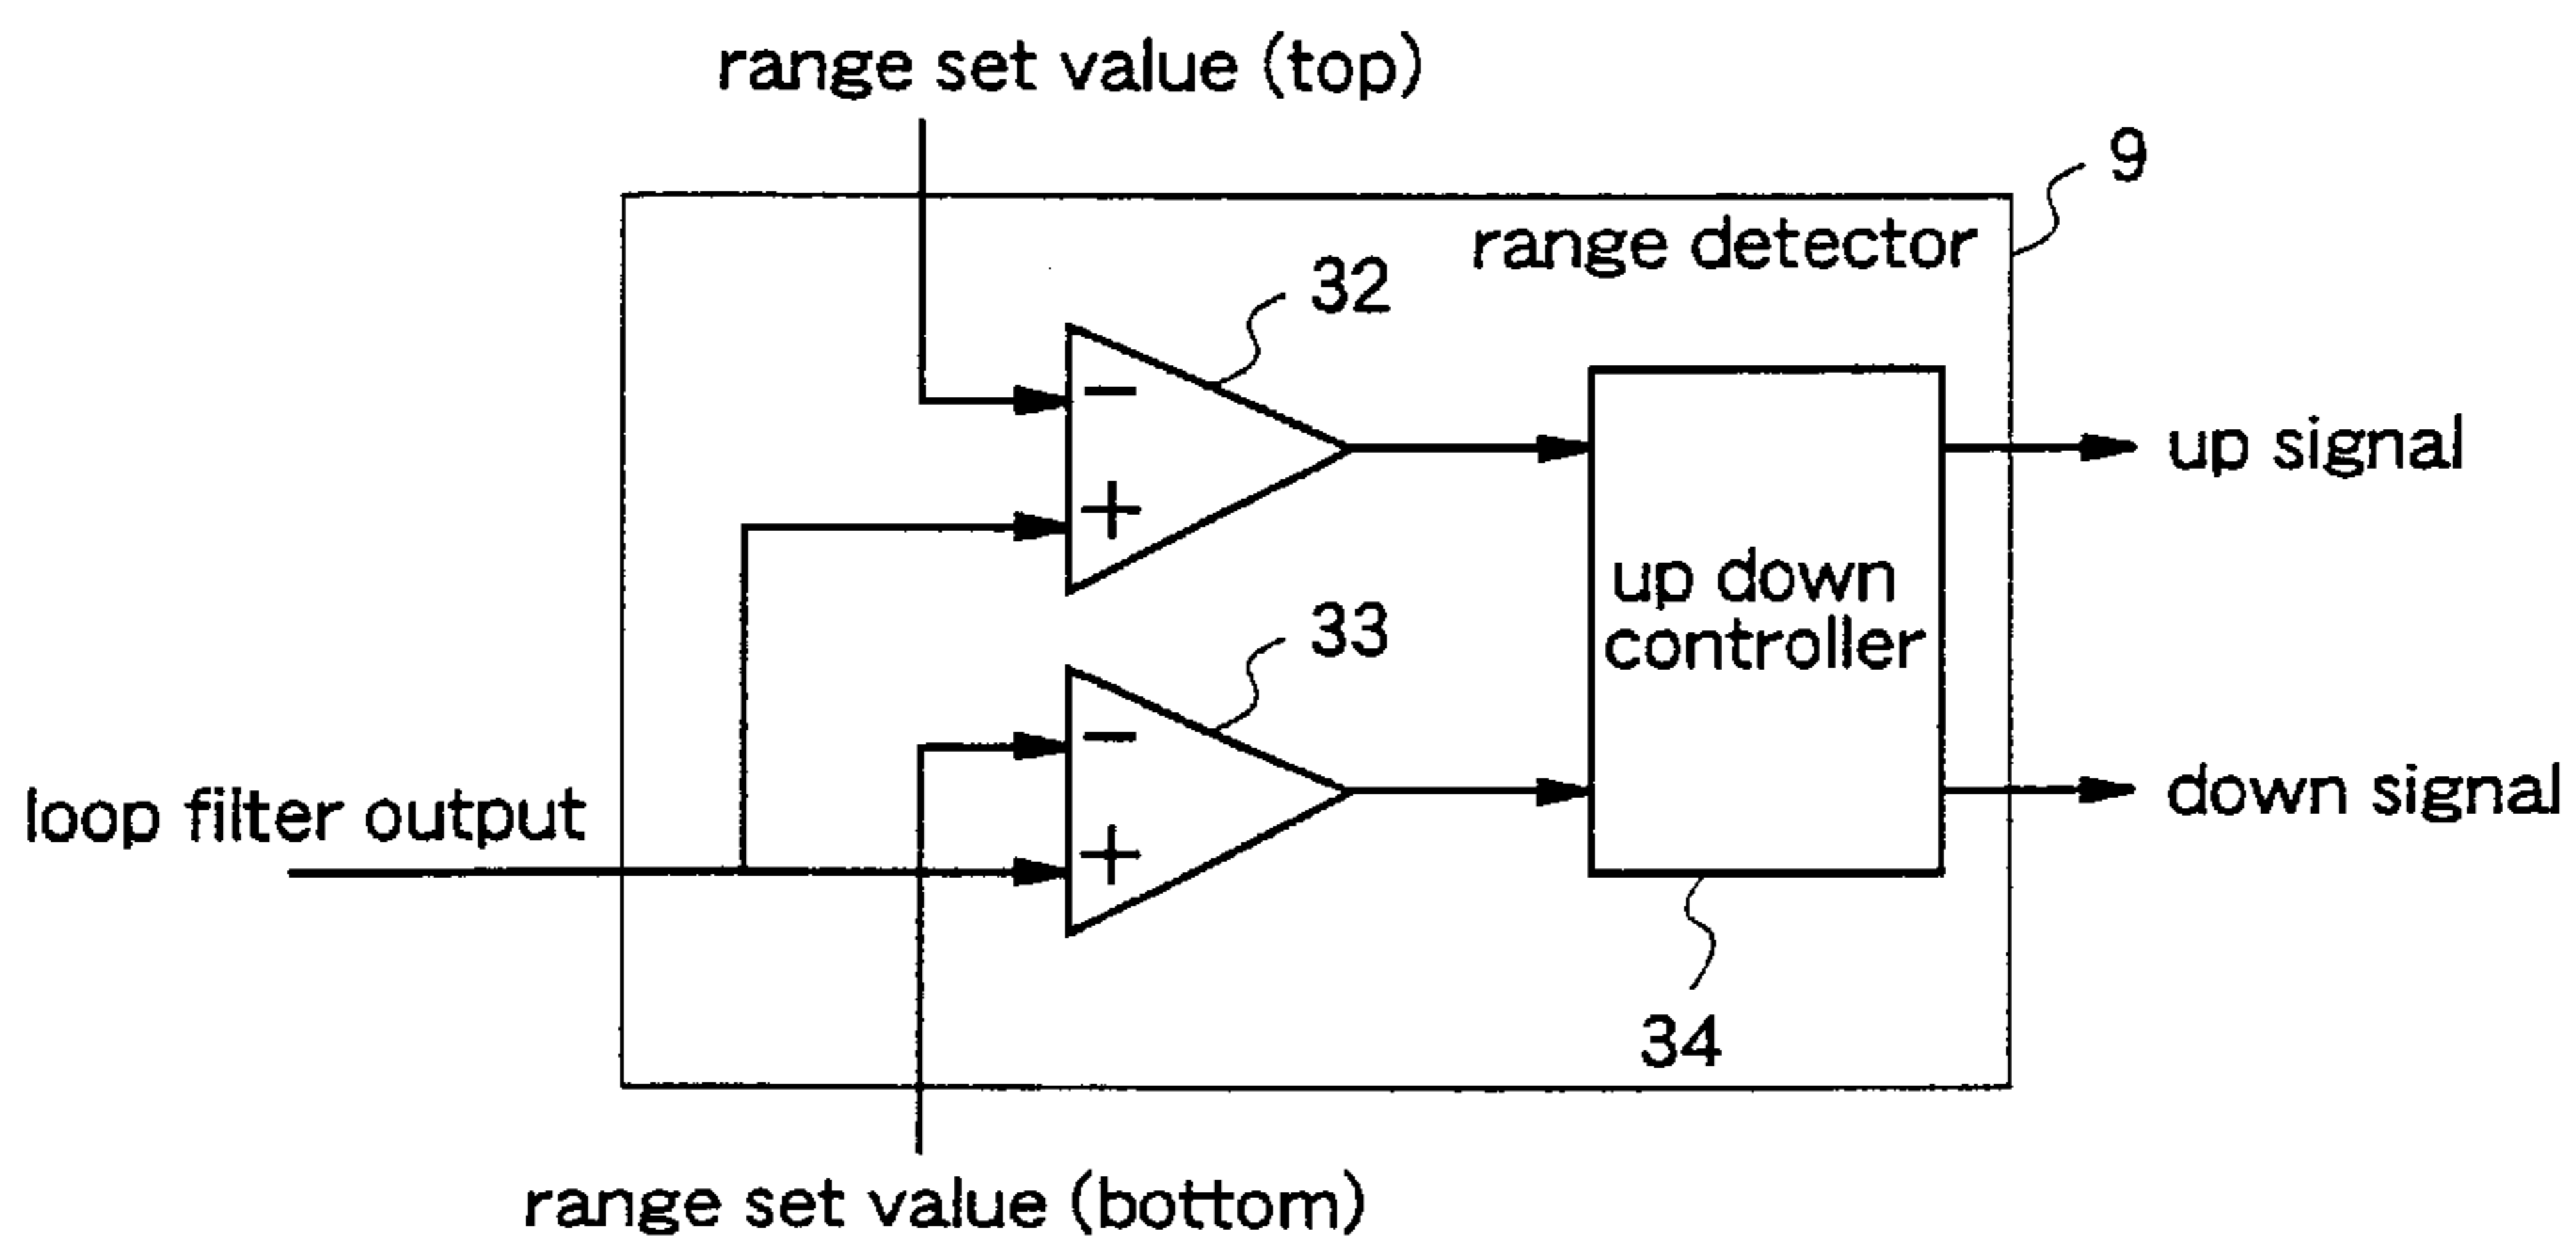 range set value (top)
9
range detector
32
−
+
up signal
up down
controller
33
−
+
loop filter output
down signal
34
range set value (bottom)